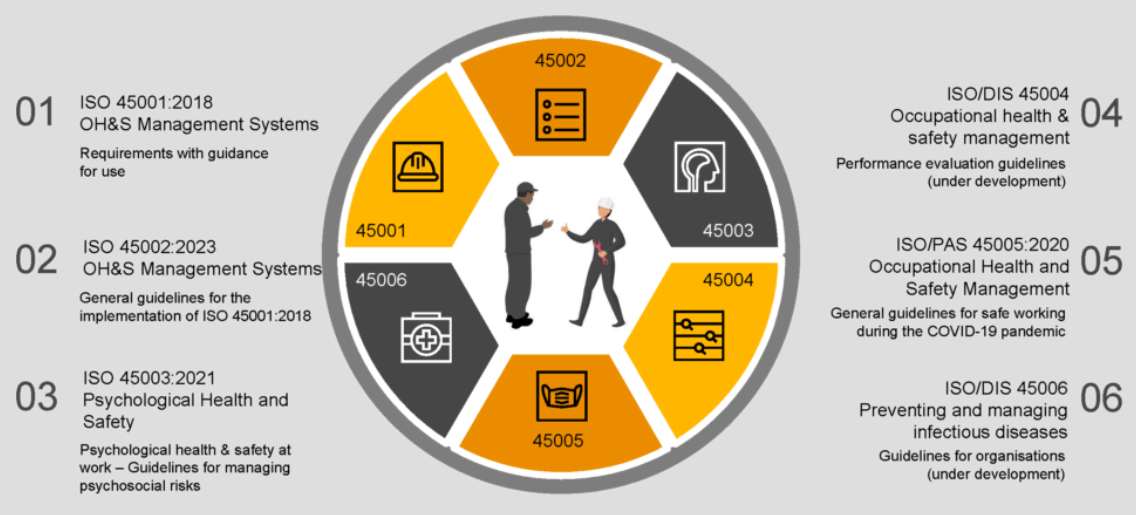 01
ISO 45001:2018
OH&S Management Systems
Requirements with guidance
for use
02
ISO 45002:2023
OH&S Management Systems
General guidelines for the
implementation of ISO 45001:2018
03
ISO 45003:2021
Psychological Health and
Safety
Psychological health & safety at
work – Guidelines for managing
psychosocial risks
45002
45001
45003
45006
45004
45005
04
ISO/DIS 45004
Occupational health &
safety management
Performance evaluation guidelines
(under development)
05
ISO/PAS 45005:2020
Occupational Health and
Safety Management
General guidelines for safe working
during the COVID-19 pandemic
06
ISO/DIS 45006
Preventing and managing
infectious diseases
Guidelines for organisations
(under development)